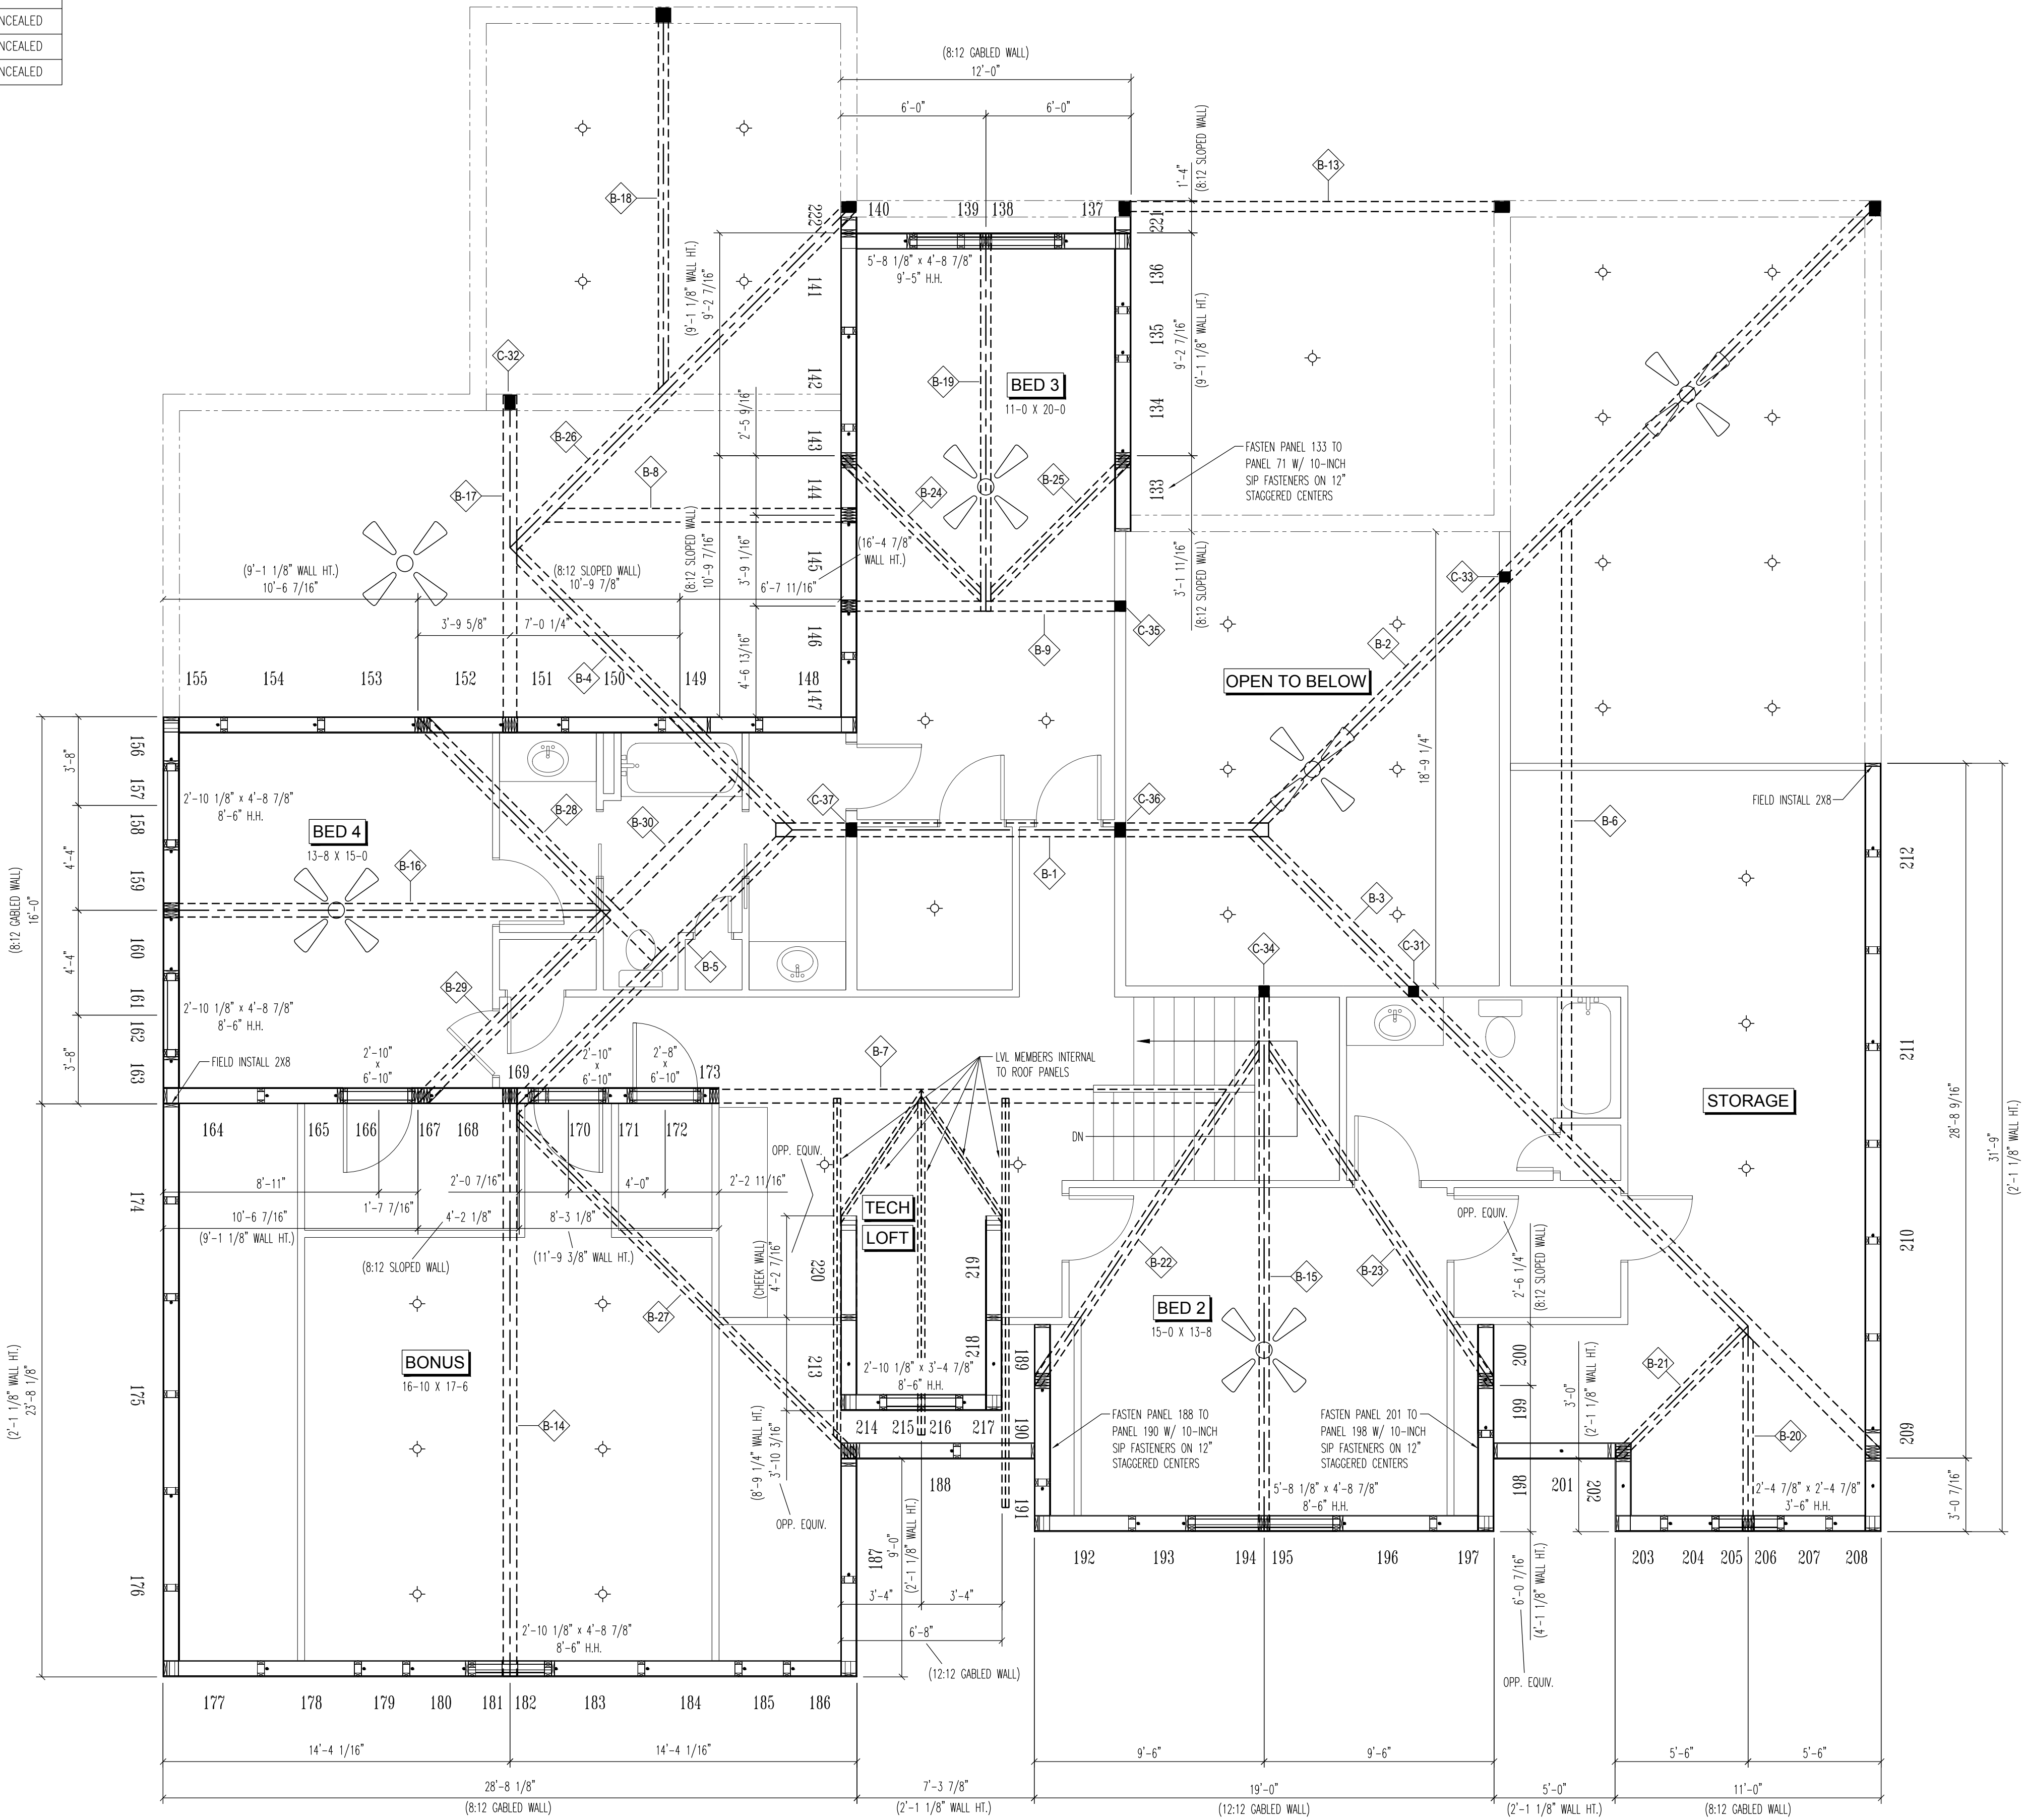 NCEALED
NCEALED
NCEALED
(8:12 GABLED WALL)
12'-0"
6'-0"
6'-0"
1'-4"
(8:12 SLOPED WALL)
B-13
B-18
222
140
139
138
137
221
5'-8 1/8" x 4'-8 7/8"
9'-5" H.H.
(9'-1 1/8" WALL HT.)
9'-2 7/16"
141
136
135
9'-2 7/16"
(9'-1 1/8" WALL HT.)
C-32
142
B-19
BED 3
11-0 X 20-0
134
2'-5 9/16"
143
B-26
FASTEN PANEL 133 TO
PANEL 71 W/ 10-INCH
SIP FASTENERS ON 12"
STAGGERED CENTERS
B-8
B-17
144
B-24
B-25
133
(8:12 SLOPED WALL)
10'-9 7/16"
3'-9 1/16"
145
(16'-4 7/8"
WALL HT.)
3'-1 11/16"
(8:12 SLOPED WALL)
C-33
(9'-1 1/8" WALL HT.)
10'-6 7/16"
(8:12 SLOPED WALL)
10'-9 7/8"
6'-7 11/16"
3'-9 5/8"
7'-0 1/4"
146
C-35
B-9
B-2
4'-6 13/16"
155
154
153
152
151
B-4
150
149
148
147
OPEN TO BELOW
156
3'-8"
157
2'-10 1/8" x 4'-8 7/8"
8'-6" H.H.
158
BED 4
13-8 X 15-0
B-28
B-30
C-37
C-36
18'-9 1/4"
FIELD INSTALL 2X8
B-6
212
4'-4"
159
B-16
B-1
(8:12 GABLED WALL)
16'-0"
B-3
4'-4"
160
B-5
C-34
C-31
161
B-29
2'-10 1/8" x 4'-8 7/8"
8'-6" H.H.
162
3'-8"
163
FIELD INSTALL 2X8
2'-10"
x
6'-10"
169
2'-10"
x
6'-10"
2'-8"
x
6'-10"
173
B-7
LVL MEMBERS INTERNAL
TO ROOF PANELS
211
STORAGE
28'-8 9/16"
31'-9"
(2'-1 1/8" WALL HT.)
164
165
166
167
168
170
171
172
DN
OPP. EQUIV.
8'-11"
2'-0 7/16"
4'-0"
2'-2 11/16"
174
1'-7 7/16"
10'-6 7/16"
4'-2 1/8"
8'-3 1/8"
(9'-1 1/8" WALL HT.)
(8:12 SLOPED WALL)
(11'-9 3/8" WALL HT.)
TECH
LOFT
(CHEEK WALL)
4'-2 7/16"
220
219
OPP. EQUIV.
210
B-22
B-15
B-23
2'-6 1/4"
(8:12 SLOPED WALL)
B-27
BED 2
15-0 X 13-8
BONUS
16-10 X 17-6
175
213
218
2'-10 1/8" x 3'-4 7/8"
8'-6" H.H.
189
200
199
3'-0"
(2'-1 1/8" WALL HT.)
B-21
(2'-1 1/8" WALL HT.)
23'-8 1/8"
B-14
214
215
216
217
190
FASTEN PANEL 188 TO
PANEL 190 W/ 10-INCH
SIP FASTENERS ON 12"
STAGGERED CENTERS
FASTEN PANEL 201 TO
PANEL 198 W/ 10-INCH
SIP FASTENERS ON 12"
STAGGERED CENTERS
B-20
209
(8'-9 1/4" WALL HT.)
3'-10 3/16"
188
191
5'-8 1/8" x 4'-8 7/8"
8'-6" H.H.
198
201
202
2'-4 7/8" x 2'-4 7/8"
3'-6" H.H.
3'-0 7/16"
OPP. EQUIV.
176
187
9'-0"
(2'-1 1/8" WALL HT.)
192
193
194
195
196
197
203
204
205
206
207
208
6'-0 7/16"
(4'-1 1/8" WALL HT.)
3'-4"
3'-4"
2'-10 1/8" x 4'-8 7/8"
8'-6" H.H.
6'-8"
(12:12 GABLED WALL)
OPP. EQUIV.
177
178
179
180
181
182
183
184
185
186
14'-4 1/16"
14'-4 1/16"
9'-6"
9'-6"
5'-6"
5'-6"
28'-8 1/8"
(8:12 GABLED WALL)
7'-3 7/8"
(2'-1 1/8" WALL HT.)
19'-0"
(12:12 GABLED WALL)
5'-0"
(2'-1 1/8" WALL HT.)
11'-0"
(8:12 GABLED WALL)